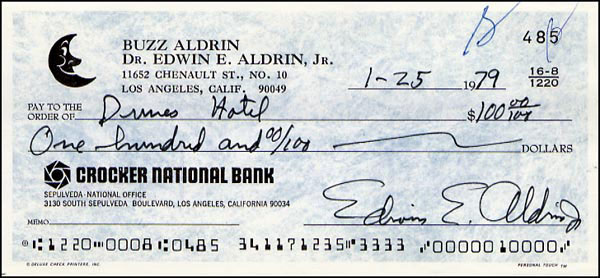 BUZZ ALDRIN
DR. EDWIN E. ALDRIN, JR.
11652 CHENAULT ST., NO. 10
LOS ANGELES, CALIF. 90049
485
16-8
1220
1-25 1979
PAY TO THE
ORDER OF Dunes Hotel $100 00/100
One hundred and 00/100 DOLLARS
CROCKER NATIONAL BANK
SEPULVEDA-NATIONAL OFFICE
3130 SOUTH SEPULVEDA BOULEVARD, LOS ANGELES, CALIFORNIA 90034
Edwin E. Aldrin Jr
MEMO
⑆1220⑉0008⑆0485 341171235⑈3333 ⑈0000010000⑈
© DELUXE CHECK PRINTERS, INC. PERSONAL TOUCH TM